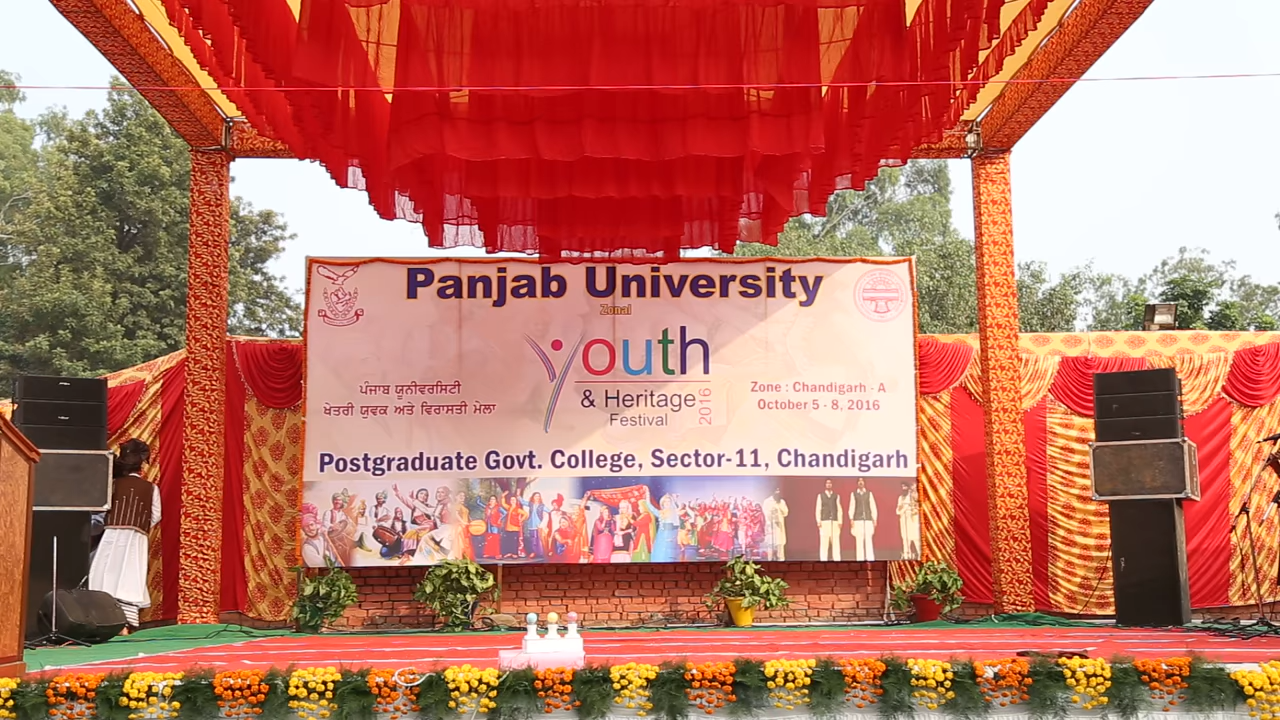 Panjab University
Zonal
Youth
& Heritage
Festival
2016
ਪੰਜਾਬ ਯੂਨੀਵਰਸਿਟੀ
ਖੇਤਰੀ ਯੁਵਕ ਅਤੇ ਵਿਰਾਸਤੀ ਮੇਲਾ
Zone : Chandigarh - A
October 5 - 8, 2016
Postgraduate Govt. College, Sector-11, Chandigarh